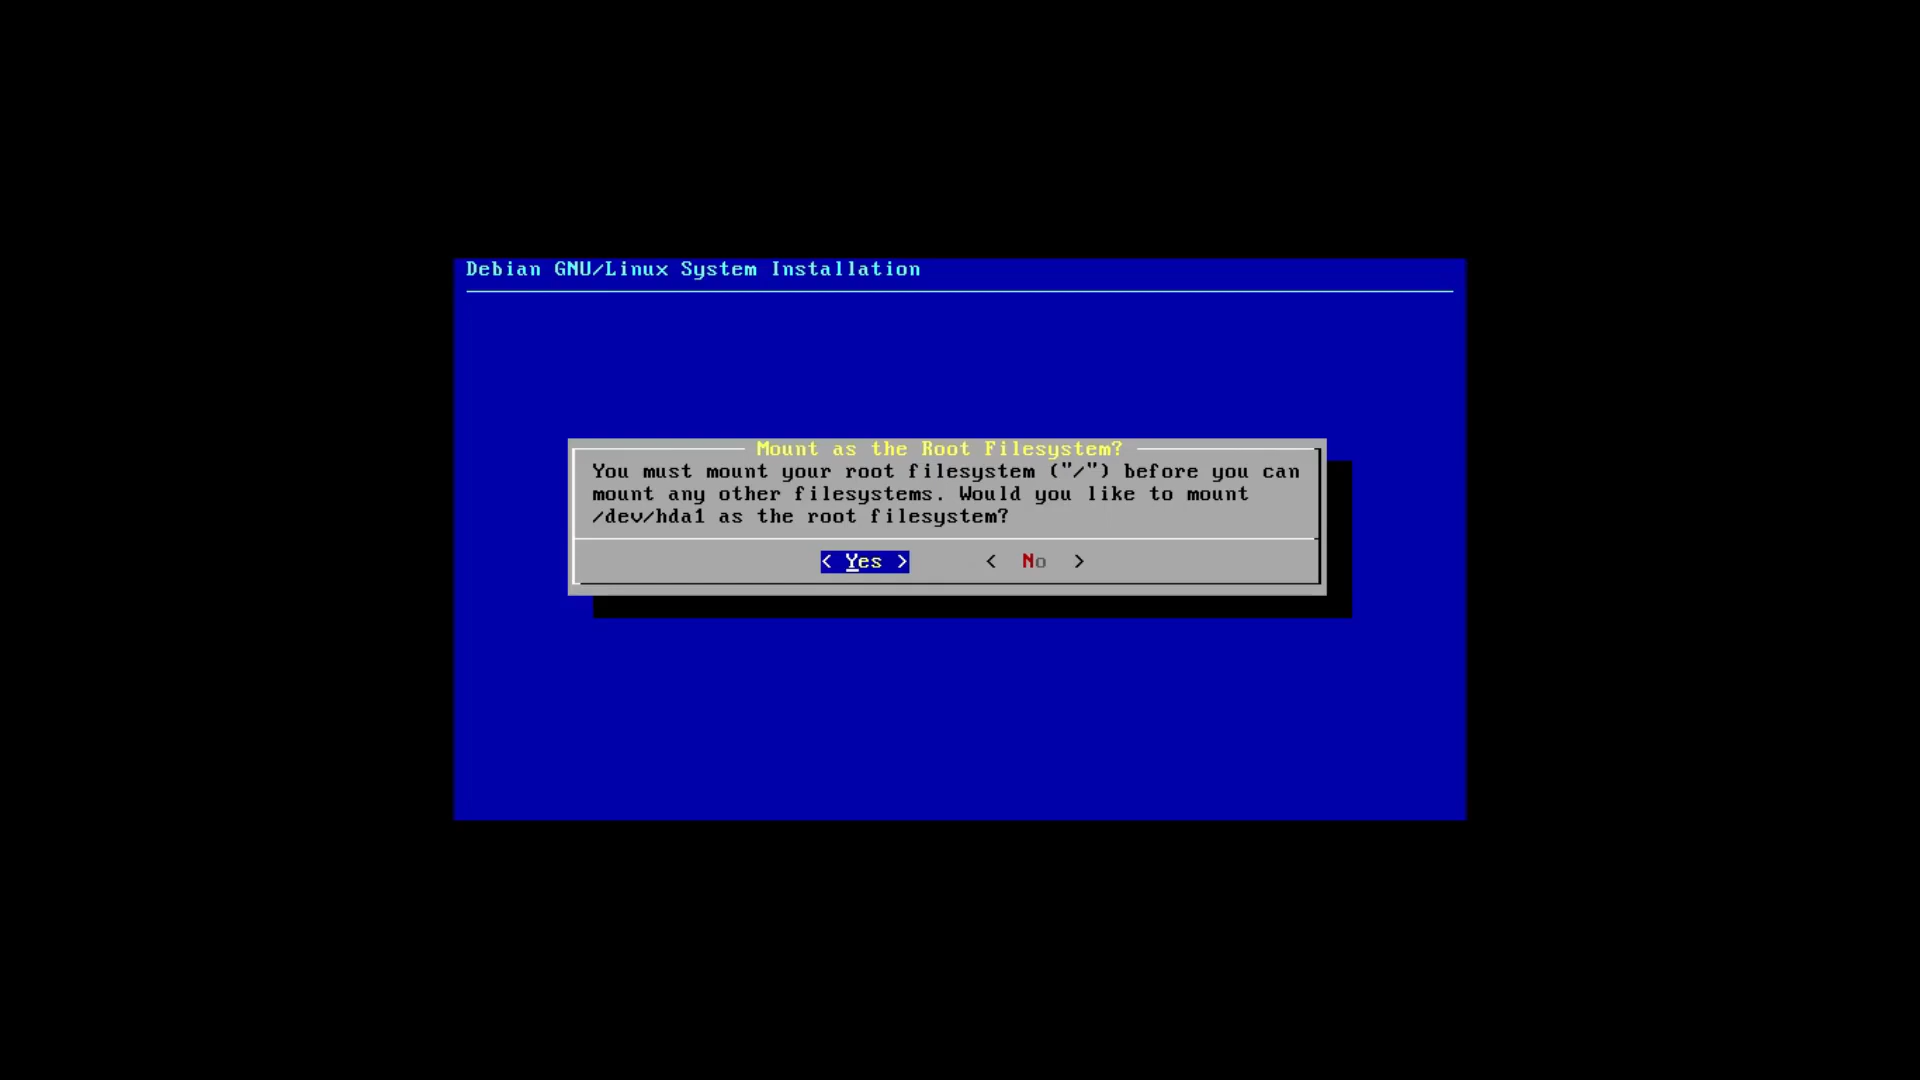 Debian GNU/Linux System Installation
Mount as the Root Filesystem?
You must mount your root filesystem ("/") before you can
mount any other filesystems. Would you like to mount
/dev/hda1 as the root filesystem?
< Yes > < No >